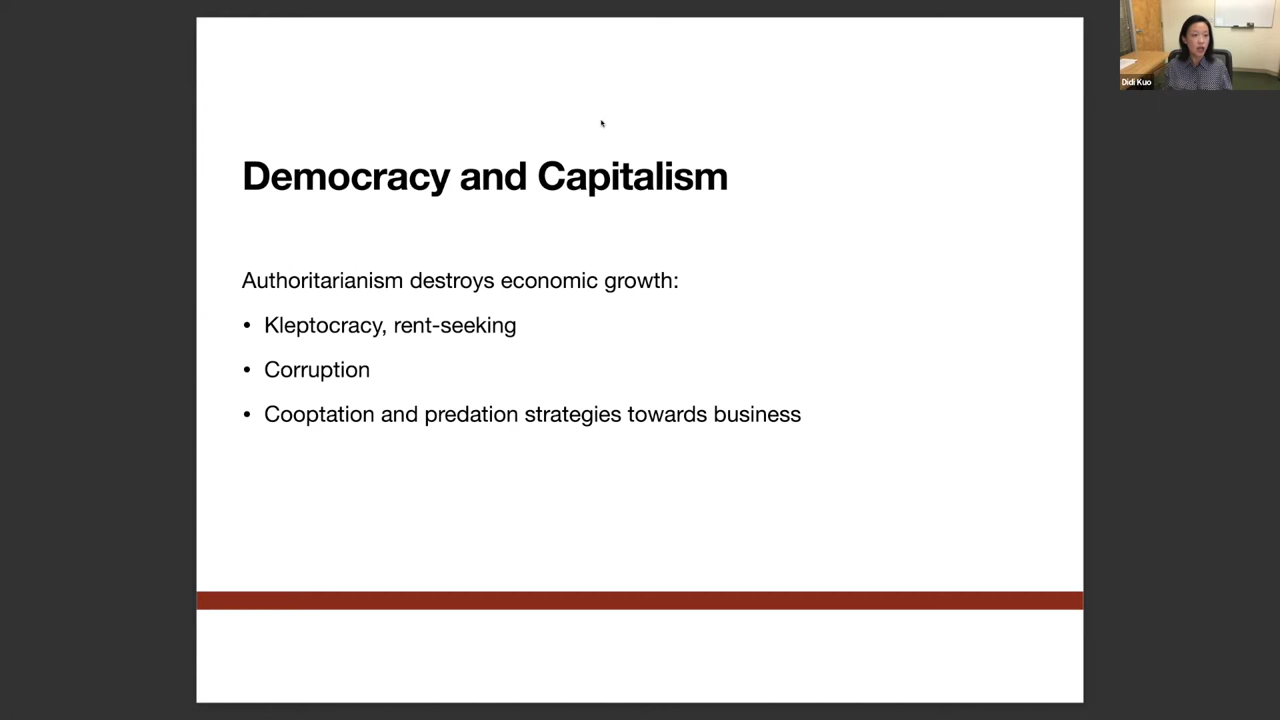 Didi Kuo
Democracy and Capitalism
Authoritarianism destroys economic growth:
• Kleptocracy, rent-seeking
• Corruption
• Cooptation and predation strategies towards business